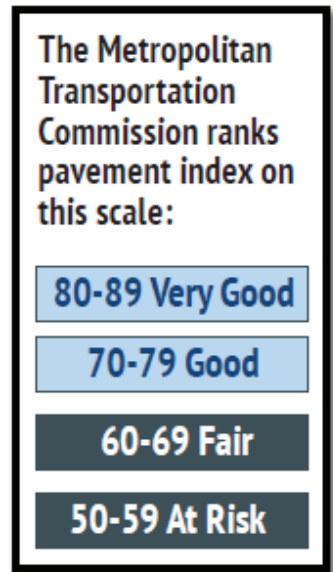 The Metropolitan
Transportation
Commission ranks
pavement index on
this scale:
80-89 Very Good
70-79 Good
60-69 Fair
50-59 At Risk